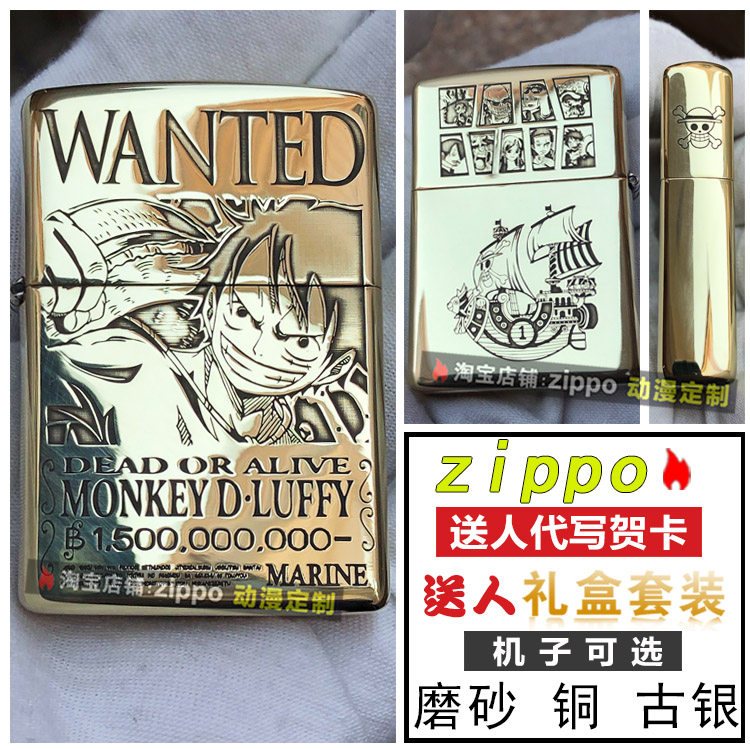 WANTED
DEAD OR ALIVE
MONKEY D·LUFFY
฿ 1,500,000,000-
MARINE
淘宝店铺:zippo 动漫定制
1
淘宝店铺:zippo 动漫定制
zippo
送人代写贺卡
送人礼盒套装
机子可选
磨砂 铜 古银